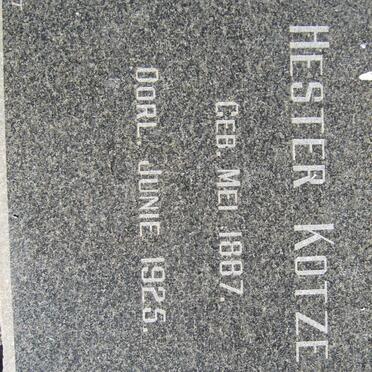 HESTER KOTZE
GEB. MEI 1887.
OORL. JUNIE 1925.